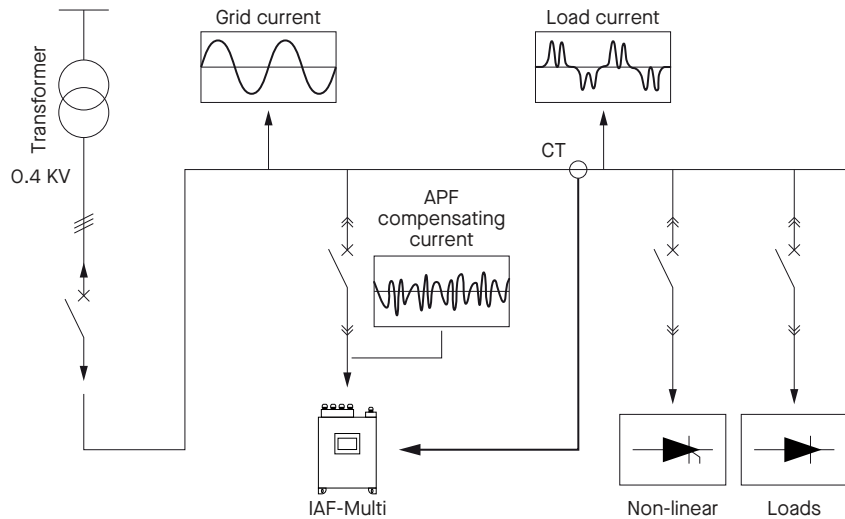 Grid current
Load current
Transformer
0.4 KV
CT
APF
compensating
current
IAF-Multi
Non-linear
Loads